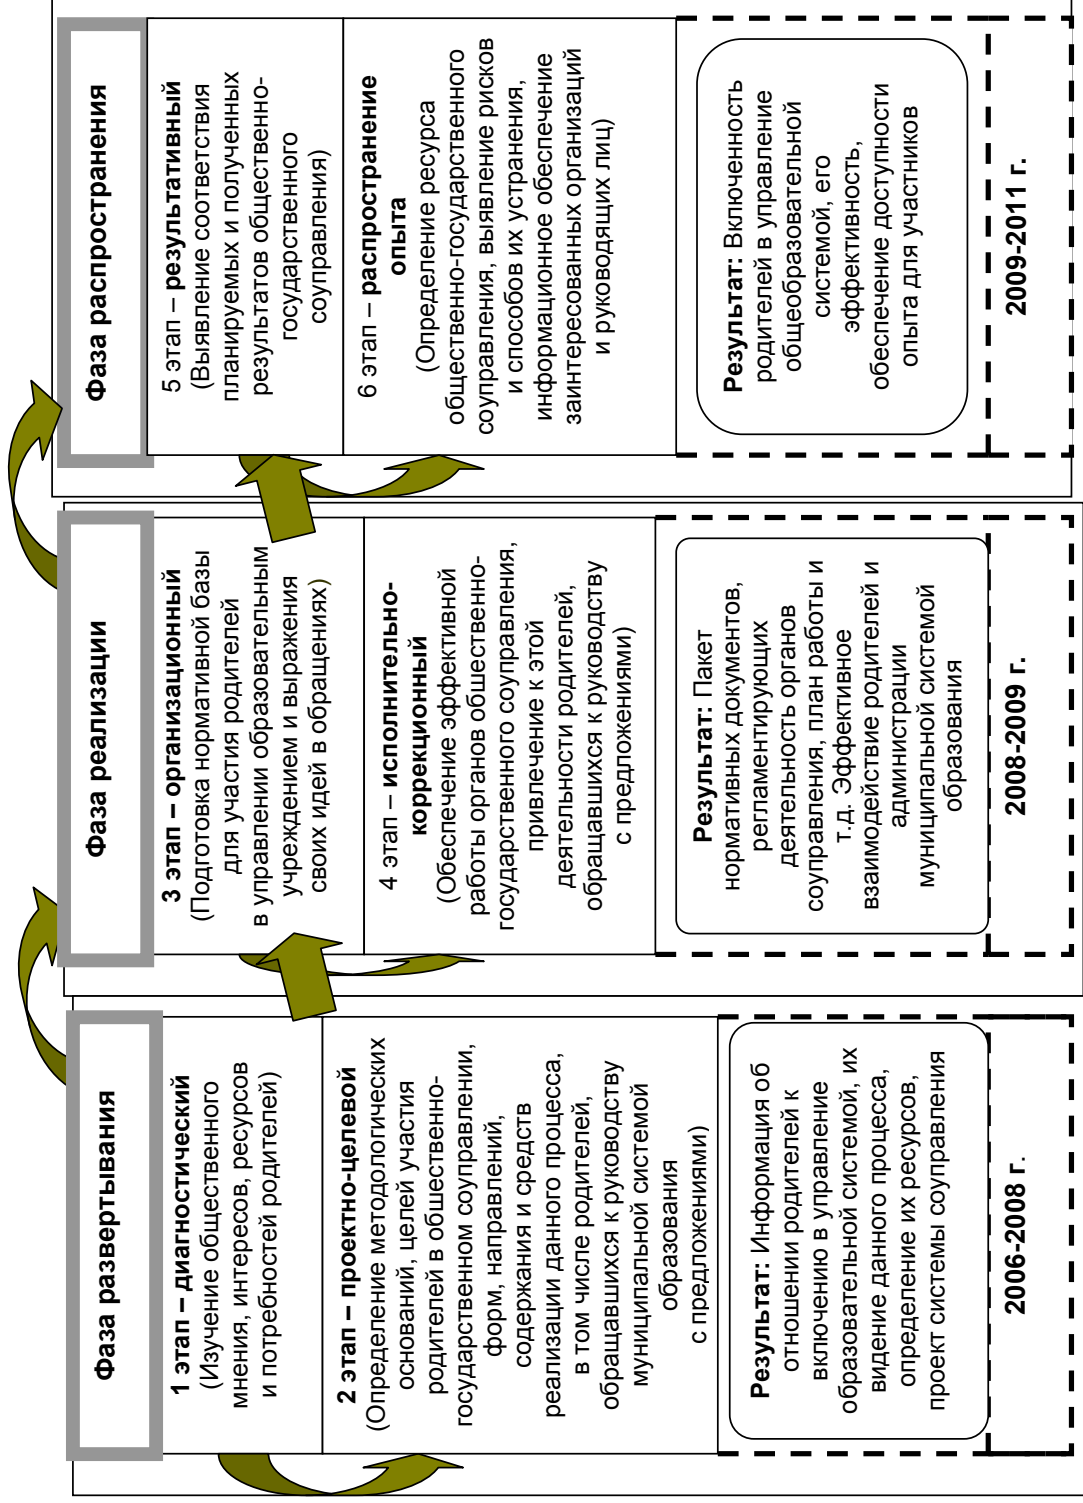 Фаза развертывания
1 этап – диагностический
(Изучение общественного
мнения, интересов, ресурсов
и потребностей родителей)
2 этап – проектно-целевой
(Определение методологических
оснований, целей участия
родителей в обшественно-
государственном соуправлении,
форм, направлений,
содержания и средств
реализации данного процесса,
в том числе родителей,
обращавшихся к руководству
муниципальной системой
образования
с предложениями)
Результат: Информация об
отношении родителей к
включению в управление
образовательной системой, их
видение данного процесса,
определение их ресурсов,
проект системы соуправления
2006-2008 г.
Фаза реализации
3 этап – организационный
(Подготовка нормативной базы
для участия родителей
в управлении образовательным
учреждением и выражения
своих идей в обращениях)
4 этап – исполнительно-
коррекционный
(Обеспечение эффективной
работы органов обшественно-
государственного соуправления,
привлечение к этой
деятельности родителей,
обращавшихся к руководству
с предложениями)
Результат: Пакет
нормативных документов,
регламентирующих
деятельность органов
соуправления, план работы и
т.д. Эффективное
взаимодействие родителей и
администрации
муниципальной системой
образования
2008-2009 г.
Фаза распространения
5 этап – результативный
(Выявление соответствия
планируемых и полученных
результатов общественно-
государственного
соуправления)
6 этап – распространение
опыта
(Определение ресурса
общественно-государственного
соуправления, выявление рисков
и способов их устранения,
информационное обеспечение
заинтересованных организаций
и руководящих лиц)
Результат: Включенность
родителей в управление
общеобразовательной
системой, его
эффективность,
обеспечение доступности
опыта для участников
2009-2011 г.